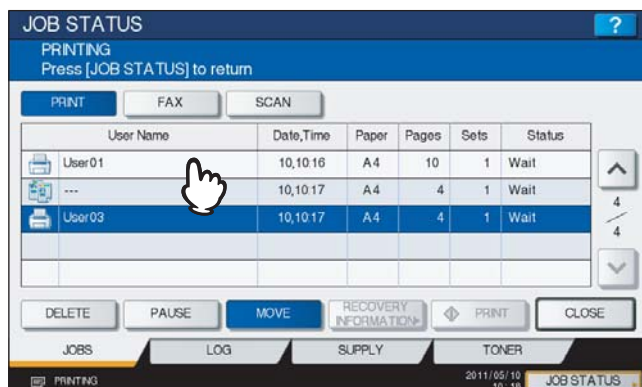 JOB STATUS ?
PRINTING
Press [JOB STATUS] to return
PRINT FAX SCAN
User Name Date,Time Paper Pages Sets Status
User01 10,10:16 A4 10 1 Wait
--- 10,10:17 A4 4 1 Wait
User03 10,10:17 A4 4 1 Wait
4
4
DELETE PAUSE MOVE RECOVERY INFORMATION PRINT CLOSE
JOBS LOG SUPPLY TONER
PRINTING 2011/05/10 JOB STATUS